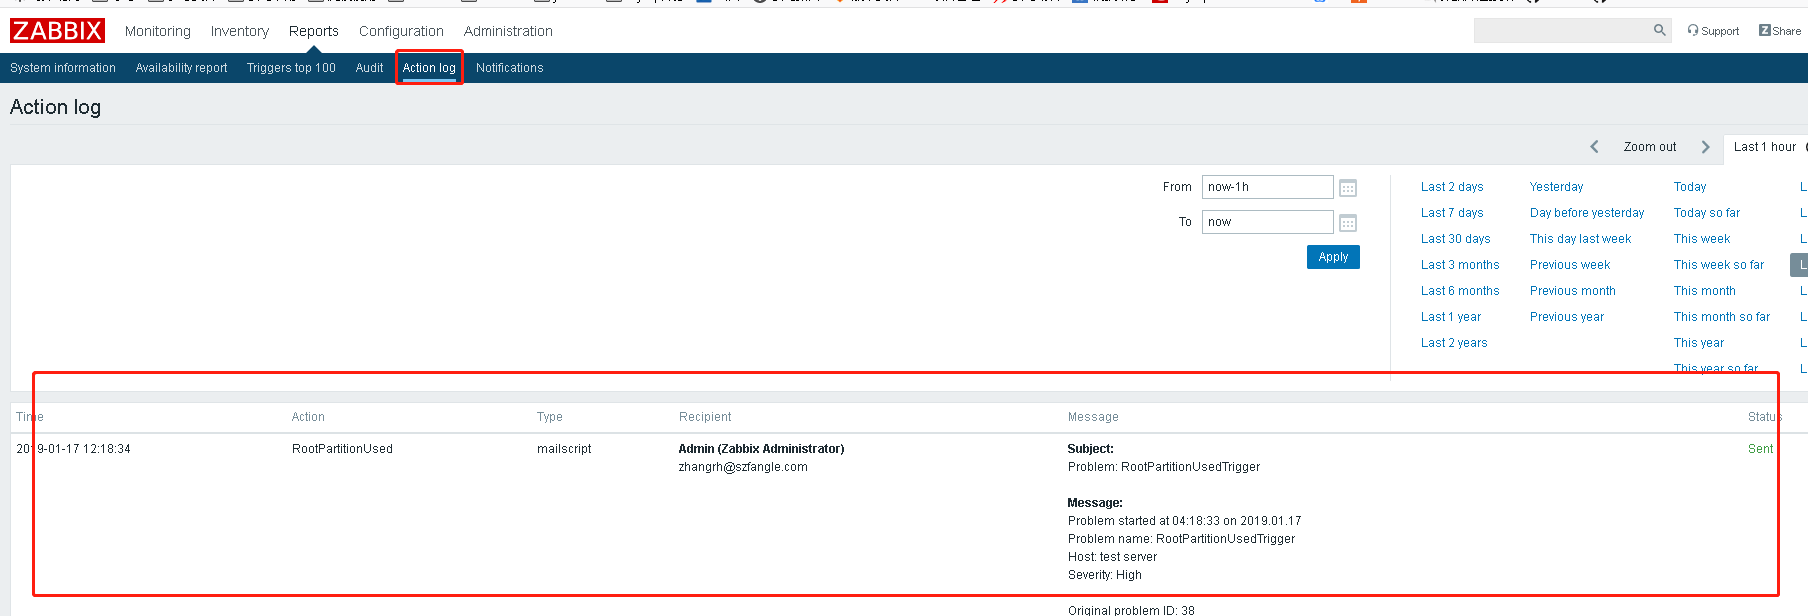 ZABBIX Monitoring Inventory Reports Configuration Administration Support Z Share
System information Availability report Triggers top 100 Audit Action log Notifications
Action log
Zoom out Last 1 hour
From now-1h Last 2 days Yesterday Today L
Last 7 days Day before yesterday Today so far L
To now
Last 30 days This day last week This week L
Apply
Last 3 months Previous week This week so far L
Last 6 months Previous month This month L
Last 1 year Previous year This month so far L
Last 2 years This year L
This year so far L
Time Action Type Recipient Message Status
2019-01-17 12:18:34 RootPartitionUsed mailscript Admin (Zabbix Administrator) Subject: Sent
zhangrh@szfangle.com Problem: RootPartitionUsedTrigger
Message:
Problem started at 04:18:33 on 2019.01.17
Problem name: RootPartitionUsedTrigger
Host: test server
Severity: High
Original problem ID: 38